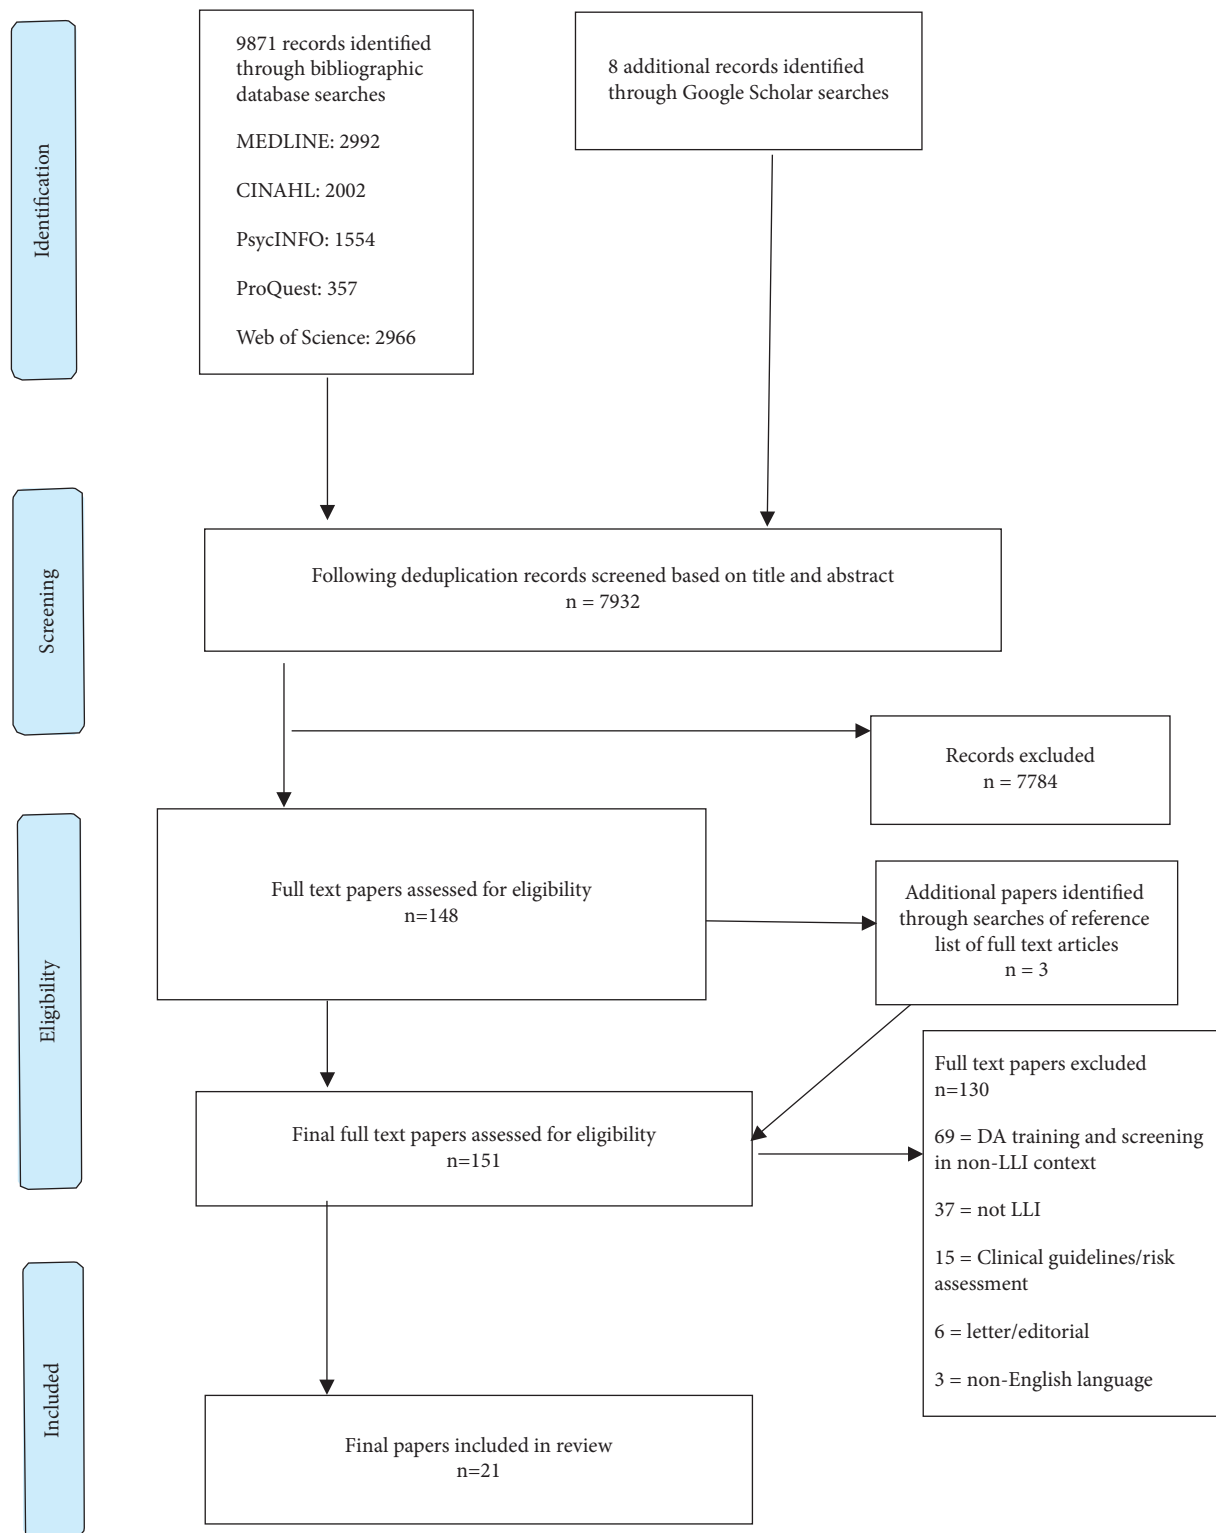 Identification
9871 records identified
through bibliographic
database searches
MEDLINE: 2992
CINAHL: 2002
PsycINFO: 1554
ProQuest: 357
Web of Science: 2966
8 additional records identified
through Google Scholar searches
Screening
Following deduplication records screened based on title and abstract
n = 7932
Records excluded
n = 7784
Eligibility
Full text papers assessed for eligibility
n=148
Additional papers identified
through searches of reference
list of full text articles
n = 3
Final full text papers assessed for eligibility
n=151
Full text papers excluded
n=130
69 = DA training and screening
in non-LLI context
37 = not LLI
15 = Clinical guidelines/risk
assessment
6 = letter/editorial
3 = non-English language
Included
Final papers included in review
n=21